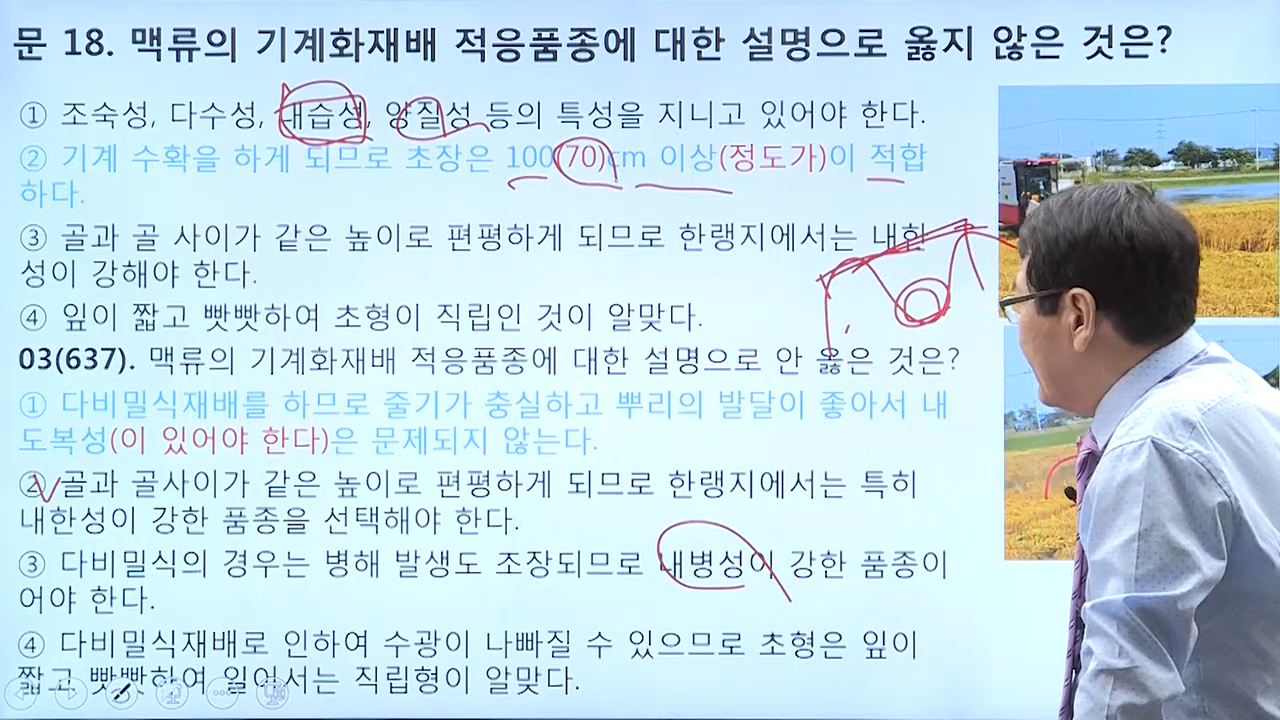 문 18. 맥류의 기계화재배 적응품종에 대한 설명으로 옳지 않은 것은?
① 조숙성, 다수성, 내습성, 양질성 등의 특성을 지니고 있어야 한다.
② 기계 수확을 하게 되므로 초장은 100(70)cm 이상(정도가)이 적합
하다.
③ 골과 골 사이가 같은 높이로 편평하게 되므로 한랭지에서는 내한
성이 강해야 한다.
④ 잎이 짧고 빳빳하여 초형이 직립인 것이 알맞다.
03(637). 맥류의 기계화재배 적응품종에 대한 설명으로 안 옳은 것은?
① 다비밀식재배를 하므로 줄기가 충실하고 뿌리의 발달이 좋아서 내
도복성(이 있어야 한다)은 문제되지 않는다.
② 골과 골사이가 같은 높이로 편평하게 되므로 한랭지에서는 특히
내한성이 강한 품종을 선택해야 한다.
③ 다비밀식의 경우는 병해 발생도 조장되므로 내병성이 강한 품종이
어야 한다.
④ 다비밀식재배로 인하여 수광이 나빠질 수 있으므로 초형은 잎이
짧고 빳빳하여 일어서는 직립형이 알맞다.